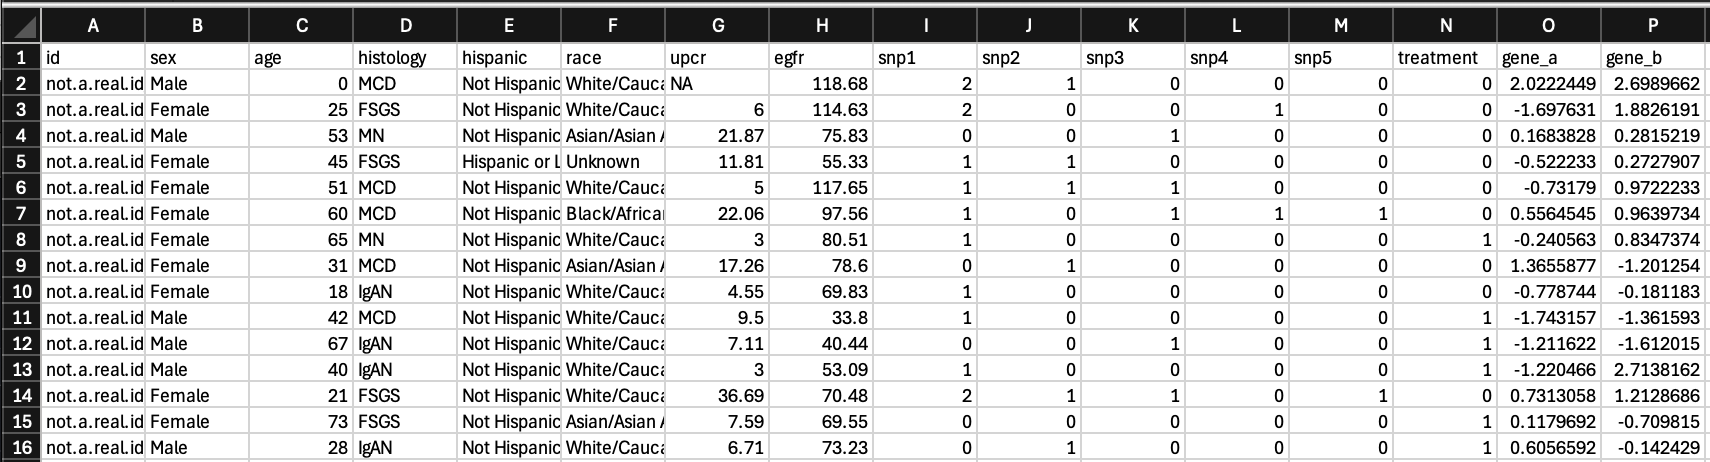 A B C D E F G H I J K L M N O P
1 id sex age histology hispanic race upcr egfr snp1 snp2 snp3 snp4 snp5 treatment gene_a gene_b
2 not.a.real.id Male 0 MCD Not Hispanic White/Cauca NA 118.68 2 1 0 0 0 0 2.0222449 2.6989662
3 not.a.real.id Female 25 FSGS Not Hispanic White/Cauca 6 114.63 2 0 0 1 0 0 -1.697631 1.8826191
4 not.a.real.id Male 53 MN Not Hispanic Asian/Asian A 21.87 75.83 0 0 1 0 0 0 0.1683828 0.2815219
5 not.a.real.id Female 45 FSGS Hispanic or L Unknown 11.81 55.33 1 1 0 0 0 0 -0.522233 0.2727907
6 not.a.real.id Female 51 MCD Not Hispanic White/Cauca 5 117.65 1 1 1 0 0 0 -0.73179 0.9722233
7 not.a.real.id Female 60 MCD Not Hispanic Black/Africa 22.06 97.56 1 0 1 1 1 0 0.5564545 0.9639734
8 not.a.real.id Female 65 MN Not Hispanic White/Cauca 3 80.51 1 0 0 0 0 1 -0.240563 0.8347374
9 not.a.real.id Female 31 MCD Not Hispanic Asian/Asian A 17.26 78.6 0 1 0 0 0 0 1.3655877 -1.201254
10 not.a.real.id Female 18 IgAN Not Hispanic White/Cauca 4.55 69.83 1 0 0 0 0 0 -0.778744 -0.181183
11 not.a.real.id Male 42 MCD Not Hispanic White/Cauca 9.5 33.8 1 0 0 0 0 1 -1.743157 -1.361593
12 not.a.real.id Male 67 IgAN Not Hispanic White/Cauca 7.11 40.44 0 0 1 0 0 1 -1.211622 -1.612015
13 not.a.real.id Male 40 IgAN Not Hispanic White/Cauca 3 53.09 1 0 0 0 0 1 -1.220466 2.7138162
14 not.a.real.id Female 21 FSGS Not Hispanic White/Cauca 36.69 70.48 2 1 1 0 1 0 0.7313058 1.2128686
15 not.a.real.id Female 73 FSGS Not Hispanic Asian/Asian A 7.59 69.55 0 0 0 0 0 1 0.1179692 -0.709815
16 not.a.real.id Male 28 IgAN Not Hispanic White/Cauca 6.71 73.23 0 1 0 0 0 1 0.6056592 -0.142429